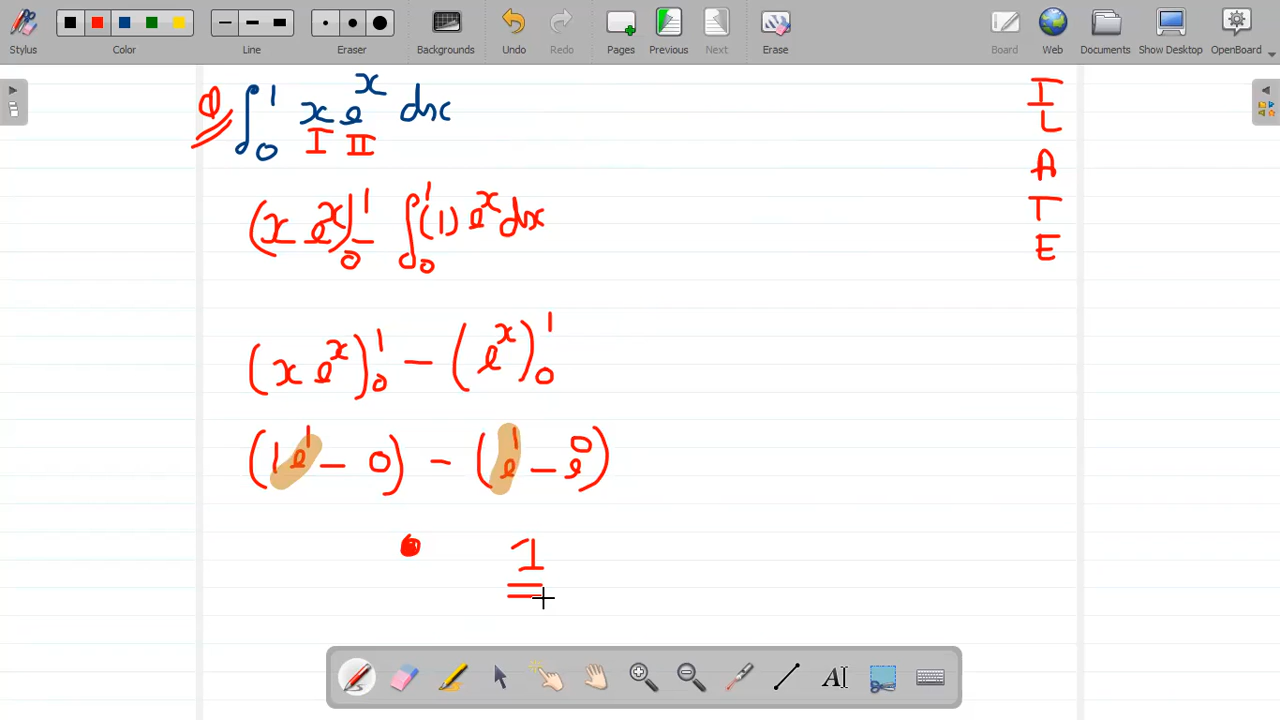 Stylus Color Line Eraser Backgrounds Undo Redo Pages Previous Next Erase Board Web Documents Show Desktop OpenBoard
Q) ∫₀¹ x eˣ dx
I II
(x eˣ)₀¹ − ∫₀¹ (1) eˣ dx
(x eˣ)₀¹ − (eˣ)₀¹
(1e¹ − 0) − (e¹ − e⁰)
1
I
L
A
T
E